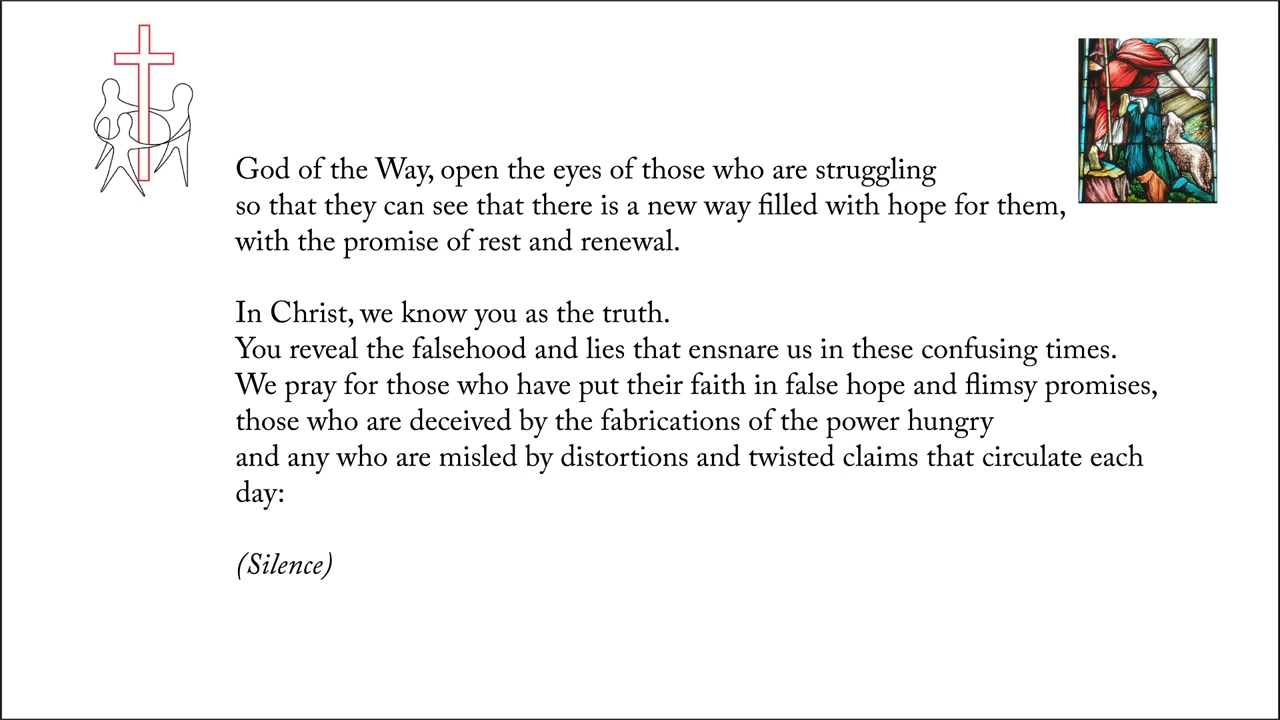 God of the Way, open the eyes of those who are struggling
so that they can see that there is a new way filled with hope for them,
with the promise of rest and renewal.
In Christ, we know you as the truth.
You reveal the falsehood and lies that ensnare us in these confusing times.
We pray for those who have put their faith in false hope and flimsy promises,
those who are deceived by the fabrications of the power hungry
and any who are misled by distortions and twisted claims that circulate each
day:
(Silence)